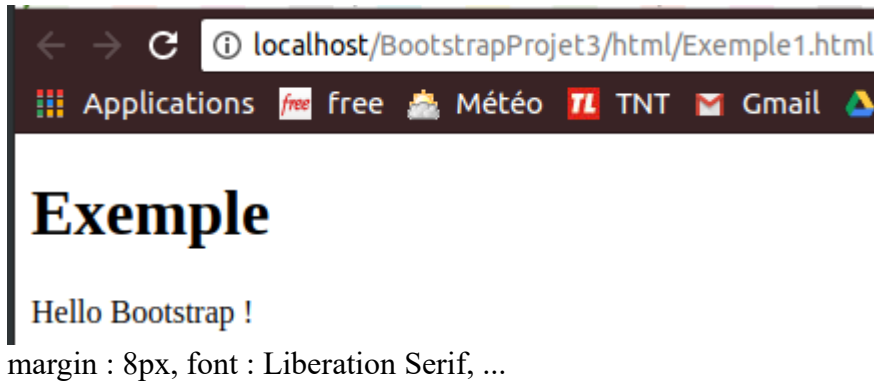 localhost/BootstrapProjet3/html/Exemple1.html
Applications free free Météo TL TNT M Gmail
Exemple
Hello Bootstrap !
margin : 8px, font : Liberation Serif, ...